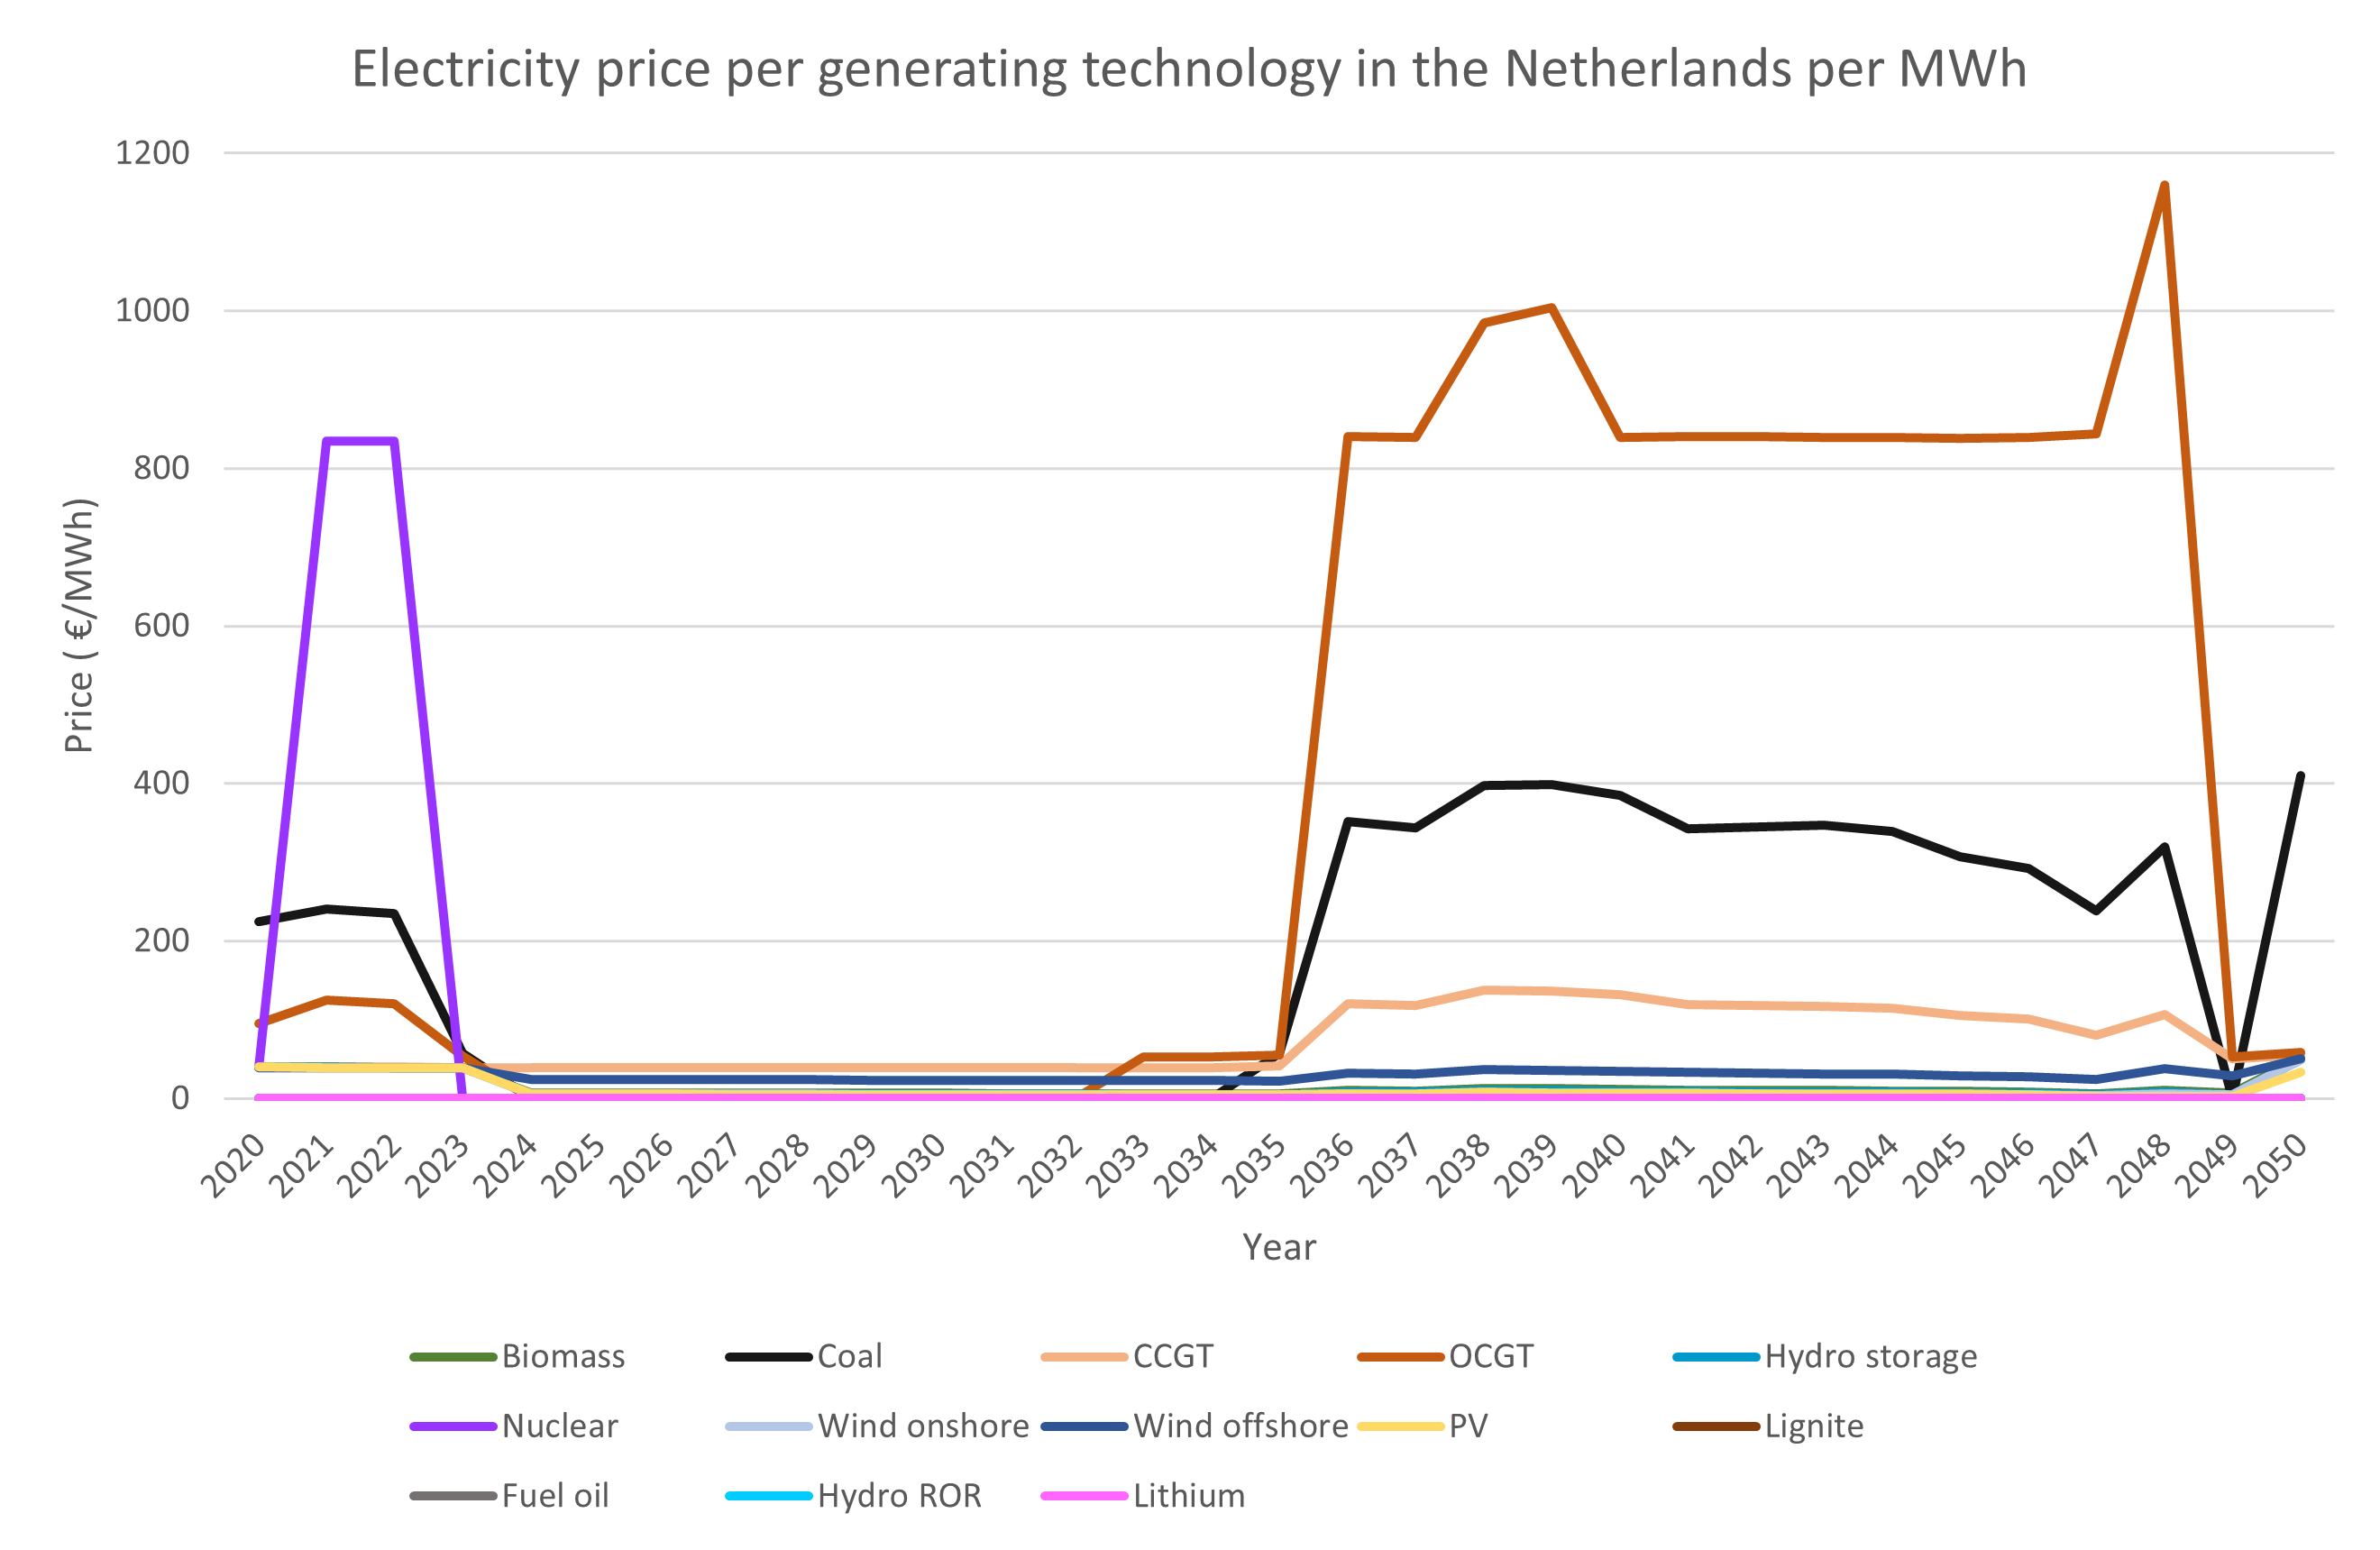 Electricity price per generating technology in the Netherlands per MWh
1200
1000
800
600
400
200
0
Price ( €/MWh)
2020 2021 2022 2023 2024 2025 2026 2027 2028 2029 2030 2031 2032 2033 2034 2035 2036 2037 2038 2039 2040 2041 2042 2043 2044 2045 2046 2047 2048 2049 2050
Year
Biomass Coal CCGT OCGT Hydro storage
Nuclear Wind onshore Wind offshore PV Lignite
Fuel oil Hydro ROR Lithium